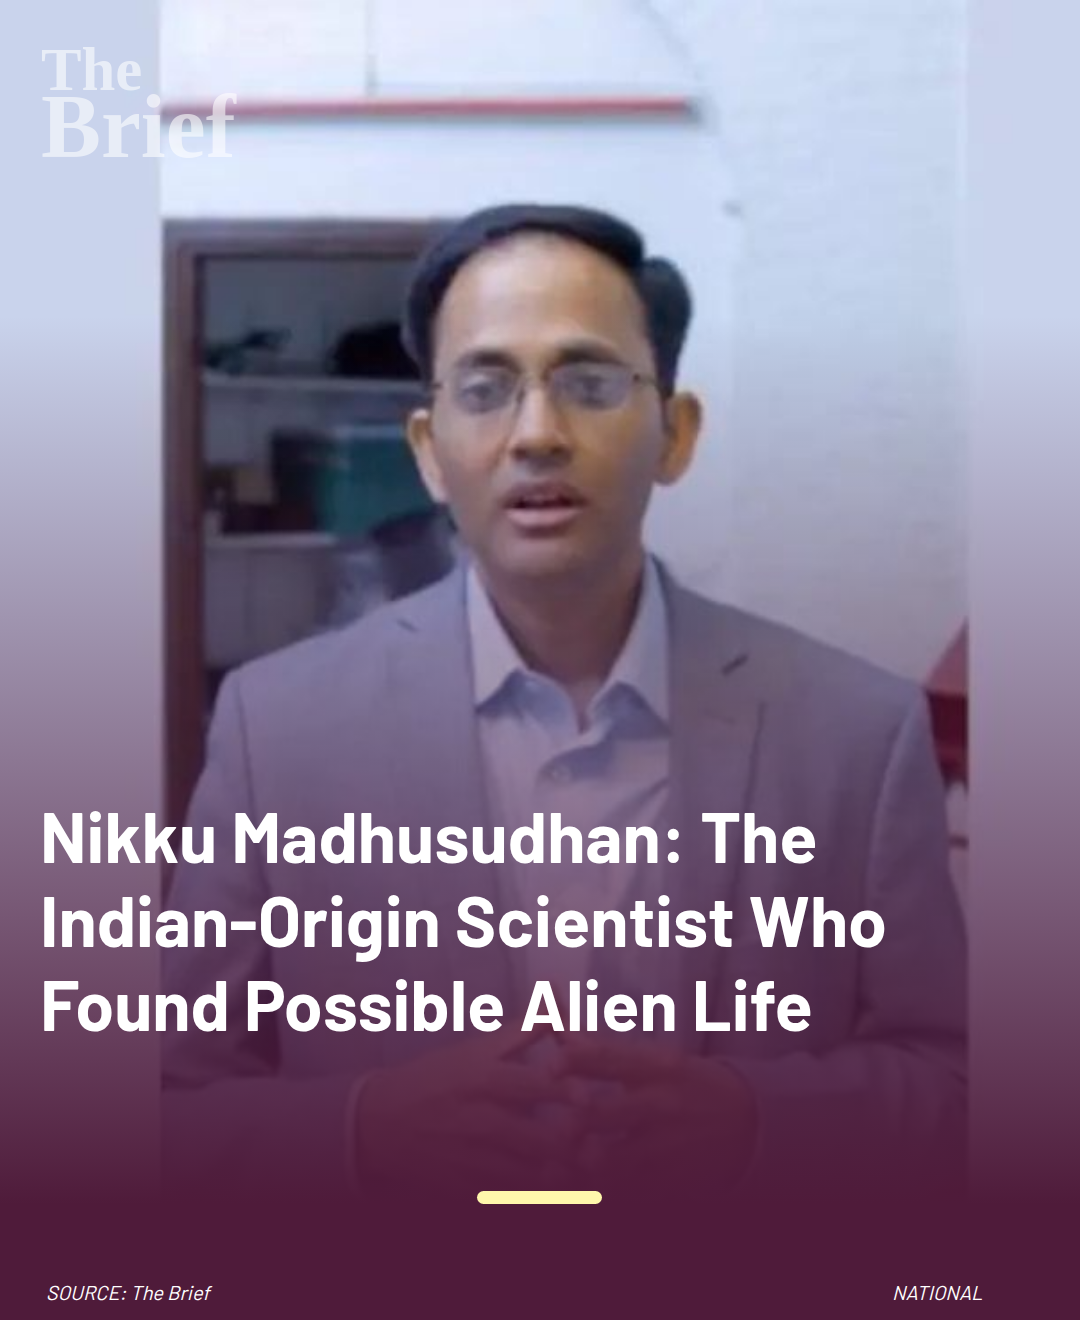 The
Brief
Nikku Madhusudhan: The
Indian-Origin Scientist Who
Found Possible Alien Life
SOURCE: The Brief
NATIONAL